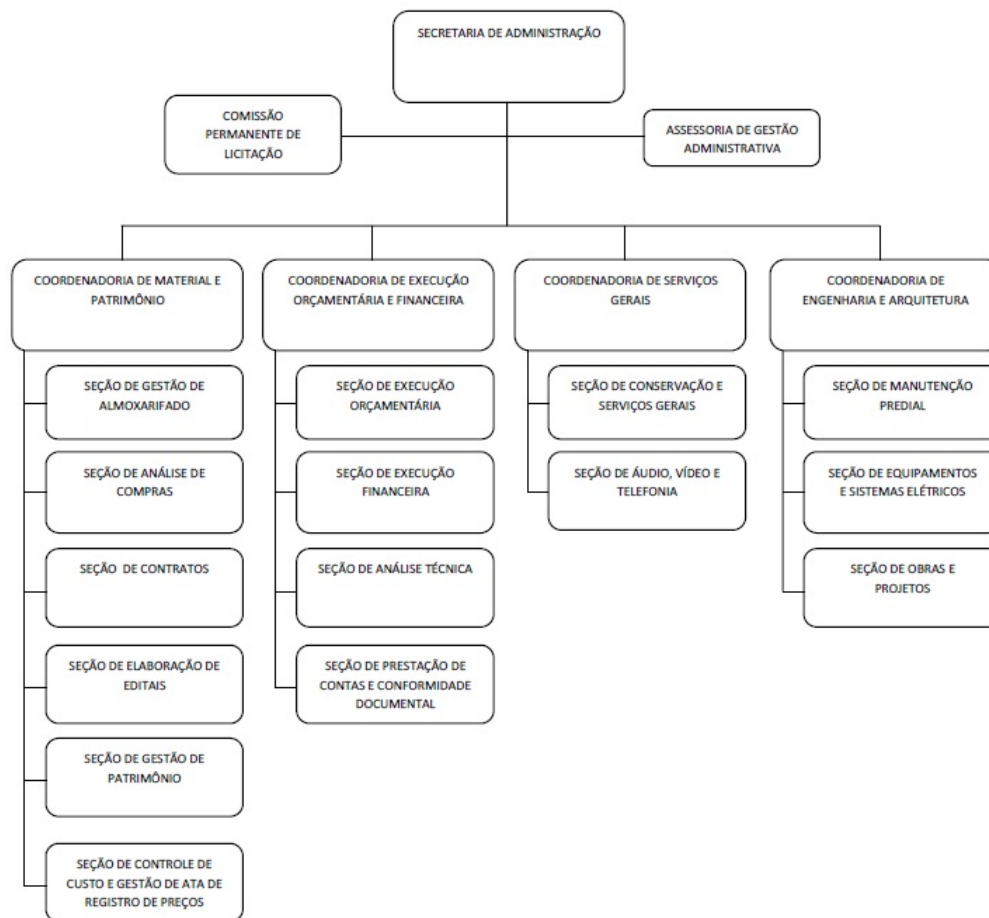 SECRETARIA DE ADMINISTRAÇÃO
COMISSÃO
PERMANENTE DE
LICITAÇÃO
ASSESSORIA DE GESTÃO
ADMINISTRATIVA
COORDENADORIA DE MATERIAL E
PATRIMÔNIO
SEÇÃO DE GESTÃO DE
ALMOXARIFADO
SEÇÃO DE ANÁLISE DE
COMPRAS
SEÇÃO DE CONTRATOS
SEÇÃO DE ELABORAÇÃO DE
EDITAIS
SEÇÃO DE GESTÃO DE
PATRIMÔNIO
SEÇÃO DE CONTROLE DE
CUSTO E GESTÃO DE ATA DE
REGISTRO DE PREÇOS
COORDENADORIA DE EXECUÇÃO
ORÇAMENTÁRIA E FINANCEIRA
SEÇÃO DE EXECUÇÃO
ORÇAMENTÁRIA
SEÇÃO DE EXECUÇÃO
FINANCEIRA
SEÇÃO DE ANÁLISE TÉCNICA
SEÇÃO DE PRESTAÇÃO DE
CONTAS E CONFORMIDADE
DOCUMENTAL
COORDENADORIA DE SERVIÇOS
GERAIS
SEÇÃO DE CONSERVAÇÃO E
SERVIÇOS GERAIS
SEÇÃO DE ÁUDIO, VÍDEO E
TELEFONIA
COORDENADORIA DE
ENGENHARIA E ARQUITETURA
SEÇÃO DE MANUTENÇÃO
PREDIAL
SEÇÃO DE EQUIPAMENTOS
E SISTEMAS ELÉTRICOS
SEÇÃO DE OBRAS E
PROJETOS